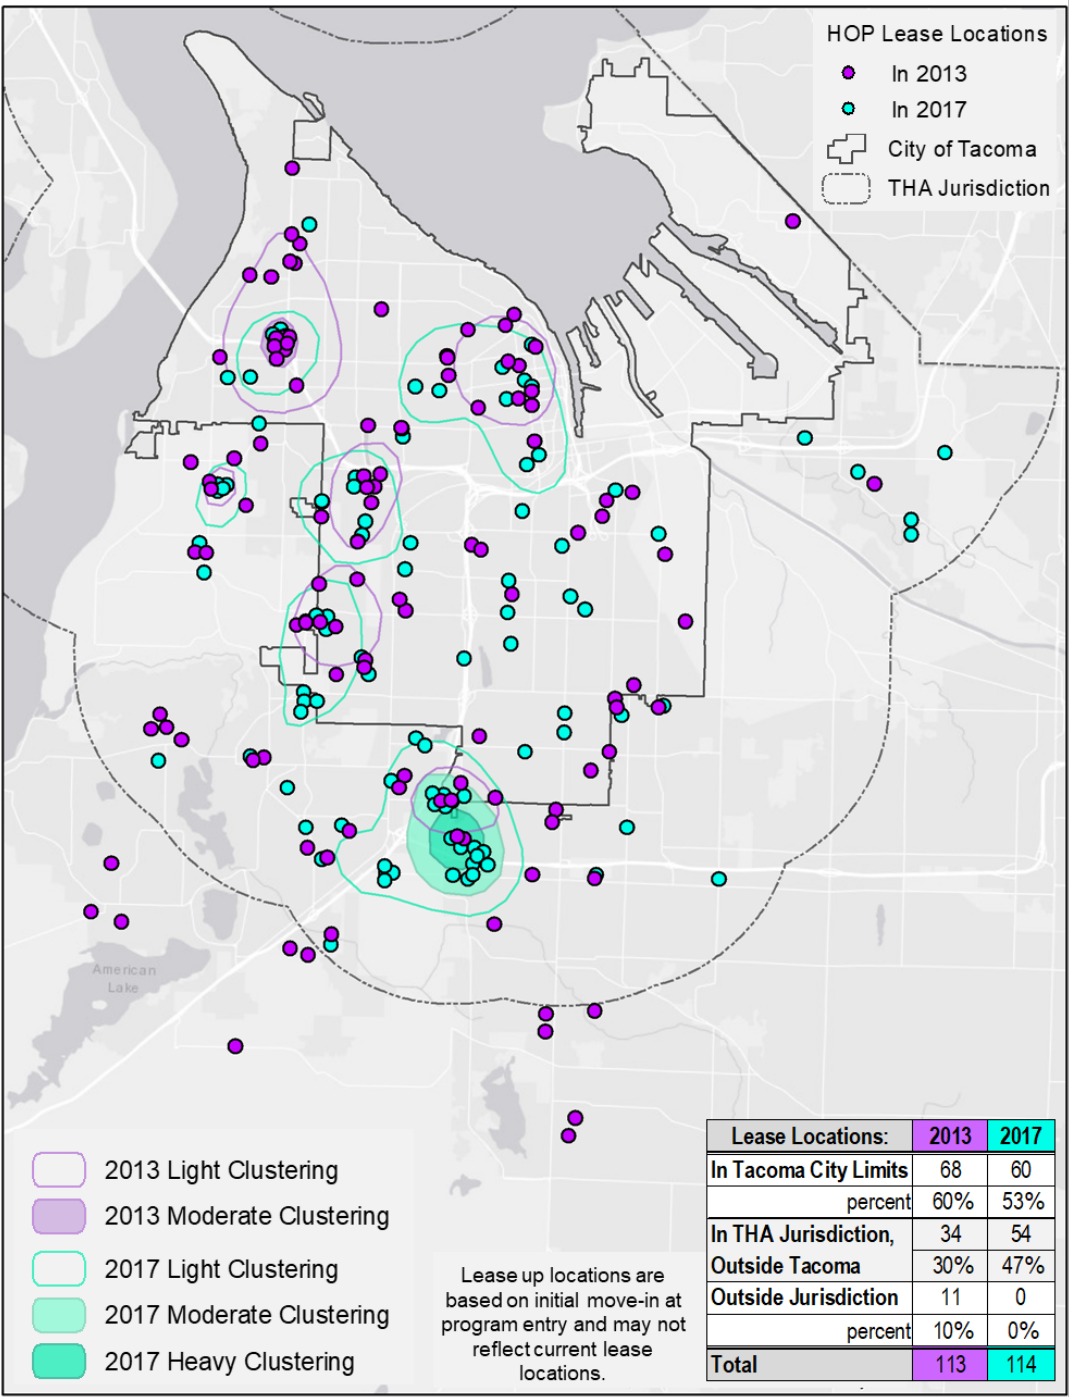 HOP Lease Locations
In 2013
In 2017
City of Tacoma
THA Jurisdiction
American
Lake
2013 Light Clustering
2013 Moderate Clustering
2017 Light Clustering
2017 Moderate Clustering
2017 Heavy Clustering
Lease up locations are
based on initial move-in at
program entry and may not
reflect current lease
locations.
Lease Locations: 2013 2017
In Tacoma City Limits 68 60
percent 60% 53%
In THA Jurisdiction, 34 54
Outside Tacoma 30% 47%
Outside Jurisdiction 11 0
percent 10% 0%
Total 113 114